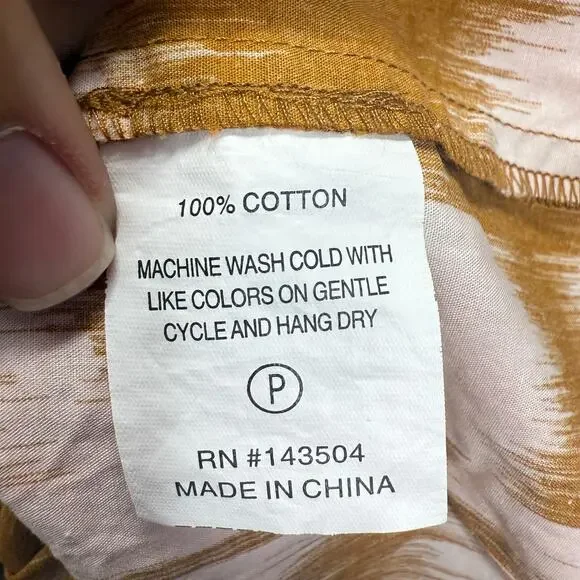 100% COTTON
MACHINE WASH COLD WITH
LIKE COLORS ON GENTLE
CYCLE AND HANG DRY
P
RN #143504
MADE IN CHINA